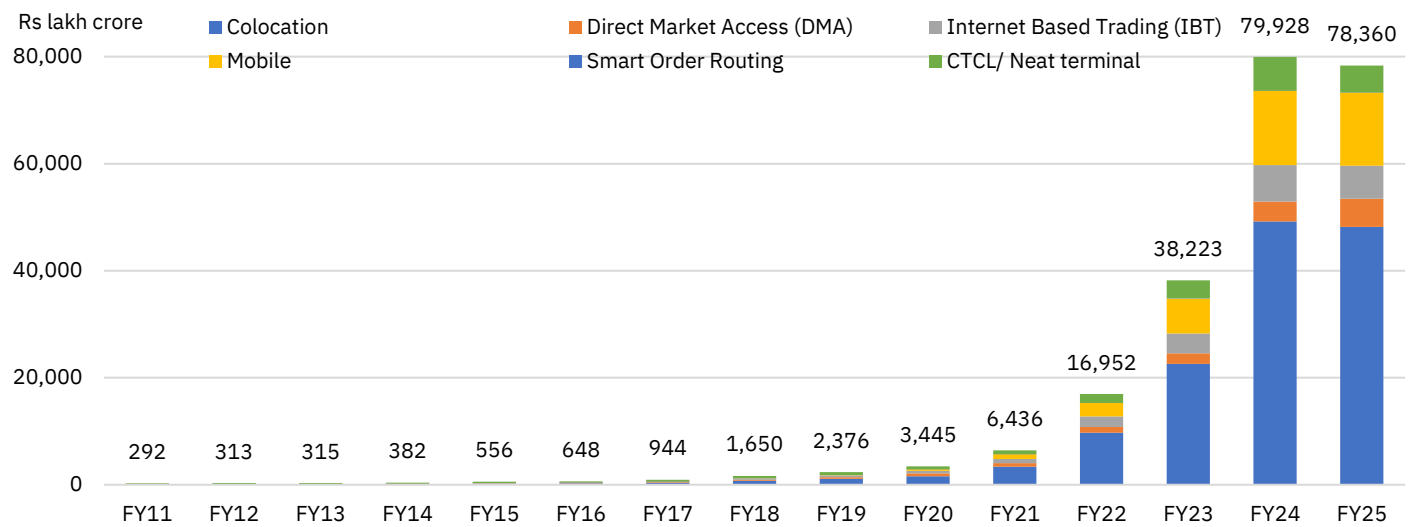 Rs lakh crore
Colocation Direct Market Access (DMA) Internet Based Trading (IBT)
Mobile Smart Order Routing CTCL/ Neat terminal
79,928 78,360
80,000
60,000
38,223
40,000
16,952
20,000
292 313 315 382 556 648 944 1,650 2,376 3,445 6,436
0
FY11 FY12 FY13 FY14 FY15 FY16 FY17 FY18 FY19 FY20 FY21 FY22 FY23 FY24 FY25